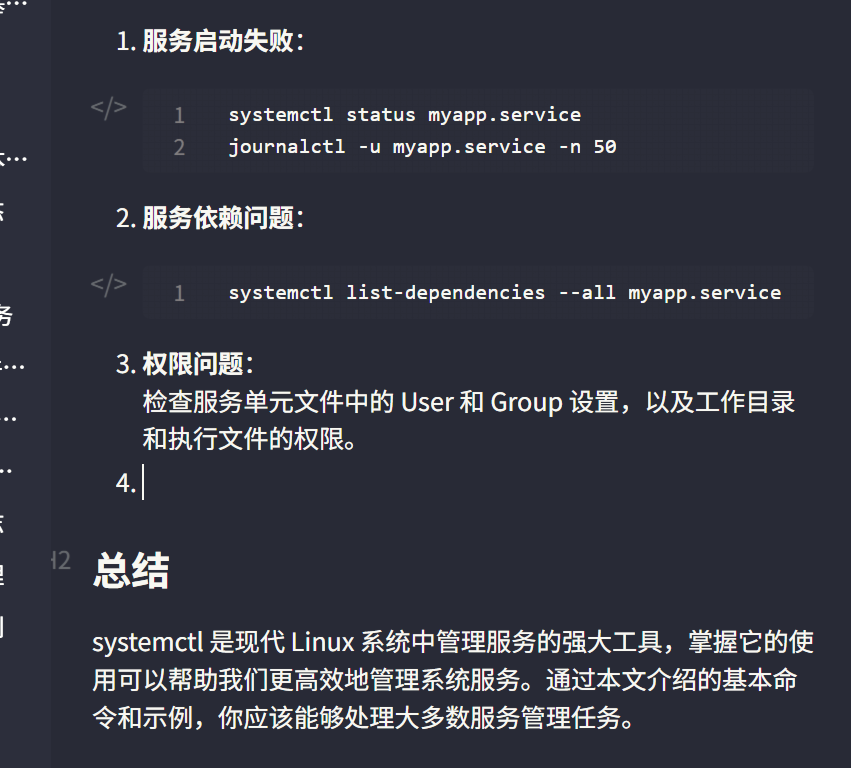 1. 服务启动失败：
</>
1 systemctl status myapp.service
2 journalctl -u myapp.service -n 50
2. 服务依赖问题：
</>
1 systemctl list-dependencies --all myapp.service
3. 权限问题：
检查服务单元文件中的 User 和 Group 设置，以及工作目录
和执行文件的权限。
4.
总结
systemctl 是现代 Linux 系统中管理服务的强大工具，掌握它的使
用可以帮助我们更高效地管理系统服务。通过本文介绍的基本命
令和示例，你应该能够处理大多数服务管理任务。